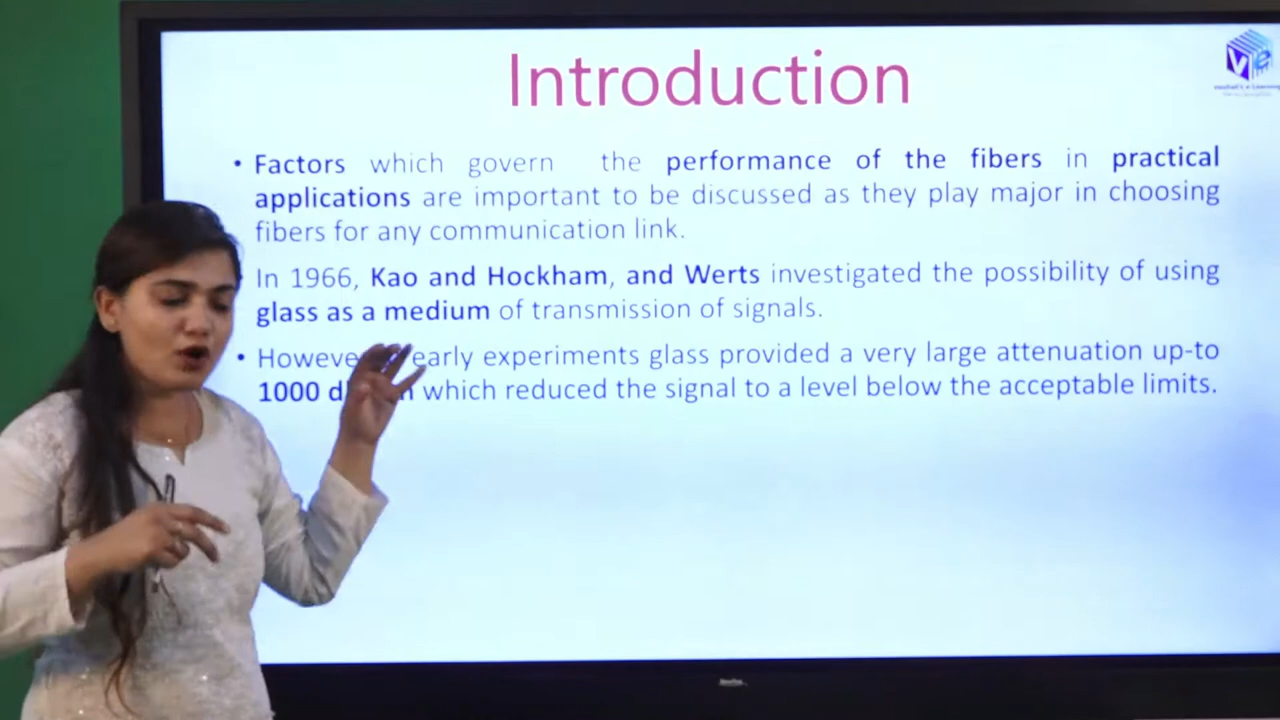 Introduction
• Factors which govern the performance of the fibers in practical
applications are important to be discussed as they play major in choosing
fibers for any communication link.
In 1966, Kao and Hockham, and Werts investigated the possibility of using
glass as a medium of transmission of signals.
• early experiments glass provided a very large attenuation up-to
1000 which reduced the signal to a level below the acceptable limits.